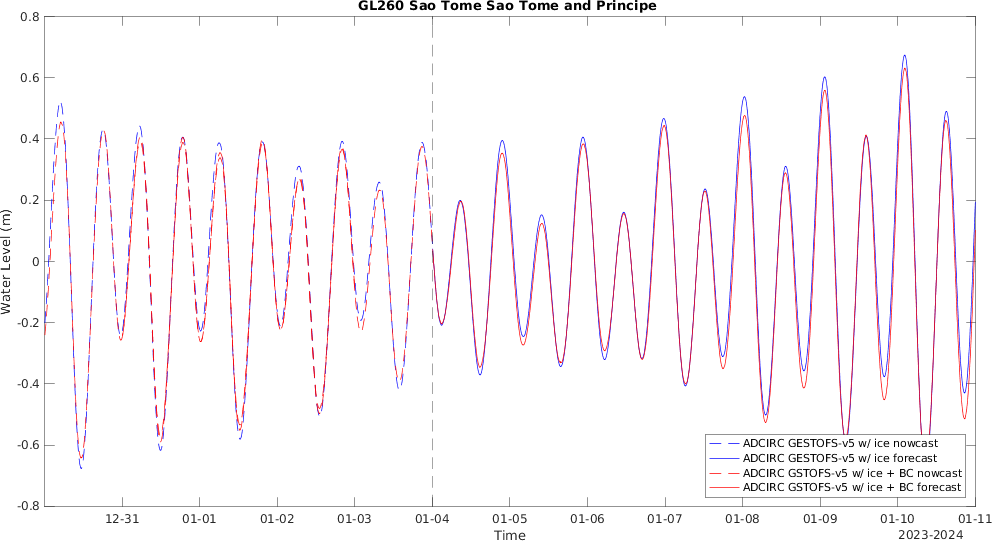 GL260 Sao Tome Sao Tome and Principe
Water Level (m)
0.8
0.6
0.4
0.2
0
-0.2
-0.4
-0.6
-0.8
ADCIRC GESTOFS-v5 w/ ice nowcast
ADCIRC GESTOFS-v5 w/ ice forecast
ADCIRC GSTOFS-v5 w/ ice + BC nowcast
ADCIRC GSTOFS-v5 w/ ice + BC forecast
12-31 01-01 01-02 01-03 01-04 01-05 01-06 01-07 01-08 01-09 01-10 01-11
Time
2023-2024